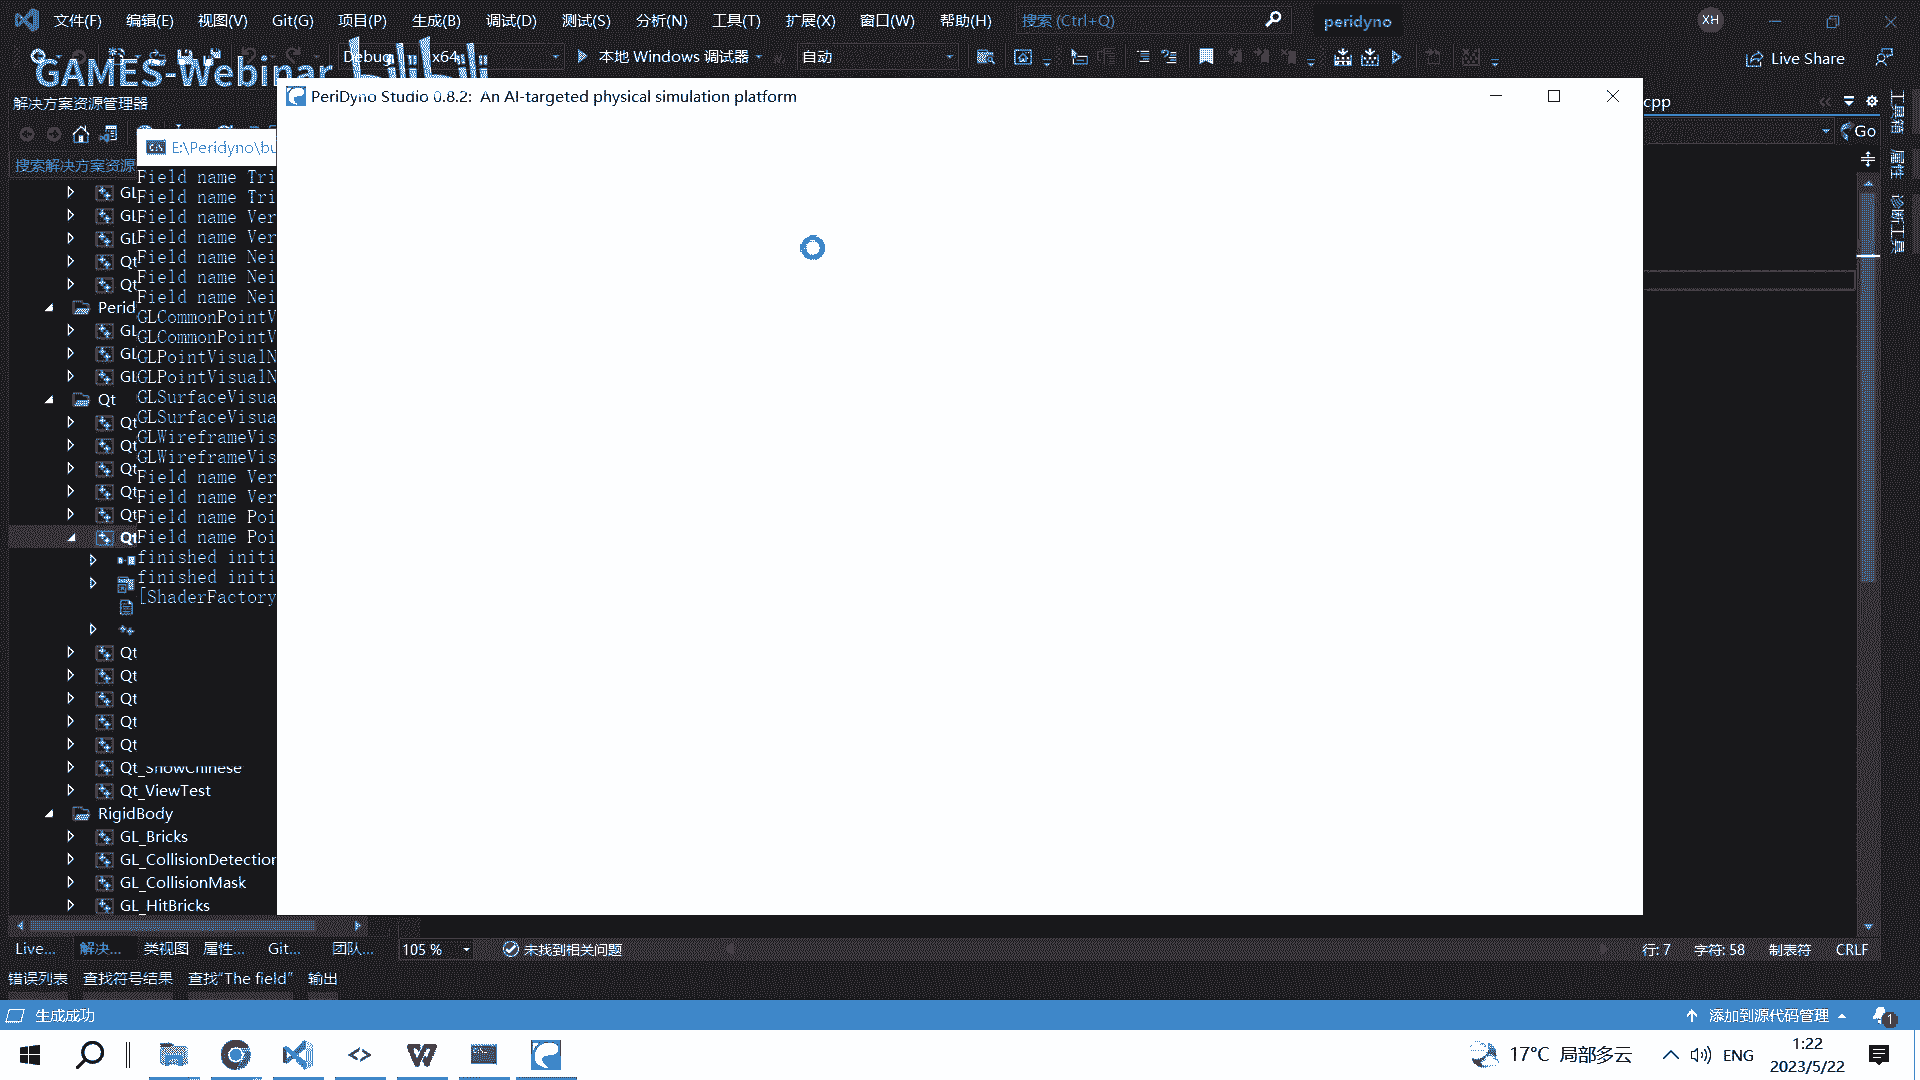 文件(F) 编辑(E) 视图(V) Git(G) 项目(P) 生成(B) 调试(D) 测试(S) 分析(N) 工具(T) 扩展(X) 窗口(W) 帮助(H) 搜索 (Ctrl+Q) peridyno XH
Debug x64 本地 Windows 调试器 自动 Live Share
GAMES-Webinar bilibili
解决方案资源管理器
PeriDyno Studio 0.8.2: An AI-targeted physical simulation platform
cpp
Go
工具箱
属性
诊断工具
E:\Peridyno\bu
搜索解决方案资源
Field name Tri
Field name Tri
Field name Ver
Field name Ver
Field name Nei
Field name Nei
Field name Nei
GLCommonPointV
GLCommonPointV
GLPointVisualN
GLPointVisualN
GLSurfaceVisua
GLSurfaceVisua
GLWireframeVis
GLWireframeVis
Field name Ver
Field name Ver
Field name Poi
Field name Poi
finished initi
finished initi
[ShaderFactory
GL
GL
GL
Qt
Qt
Perid
GL
GL
GL
Qt
Qt
Qt
Qt
Qt
Qt
Qt
Qt
Qt
Qt
Qt
Qt
Qt_ShowChinese
Qt_ViewTest
RigidBody
GL_Bricks
GL_CollisionDetection
GL_CollisionMask
GL_HitBricks
Live... 解决... 类视图 属性... Git... 团队... 105 % 未找到相关问题 行: 7 字符: 58 制表符 CRLF
错误列表 查找符号结果 查找"The field" 输出
生成成功 添加到源代码管理 1
17°C 局部多云 ENG 1:22
2023/5/22